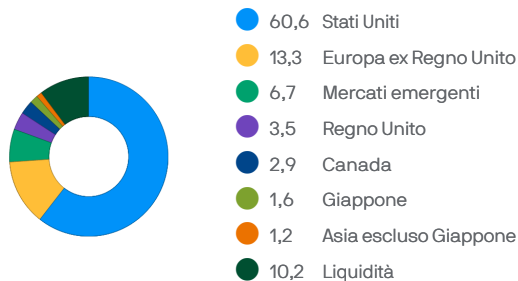 60,6 Stati Uniti
13,3 Europa ex Regno Unito
6,7 Mercati emergenti
3,5 Regno Unito
2,9 Canada
1,6 Giappone
1,2 Asia escluso Giappone
10,2 Liquidità